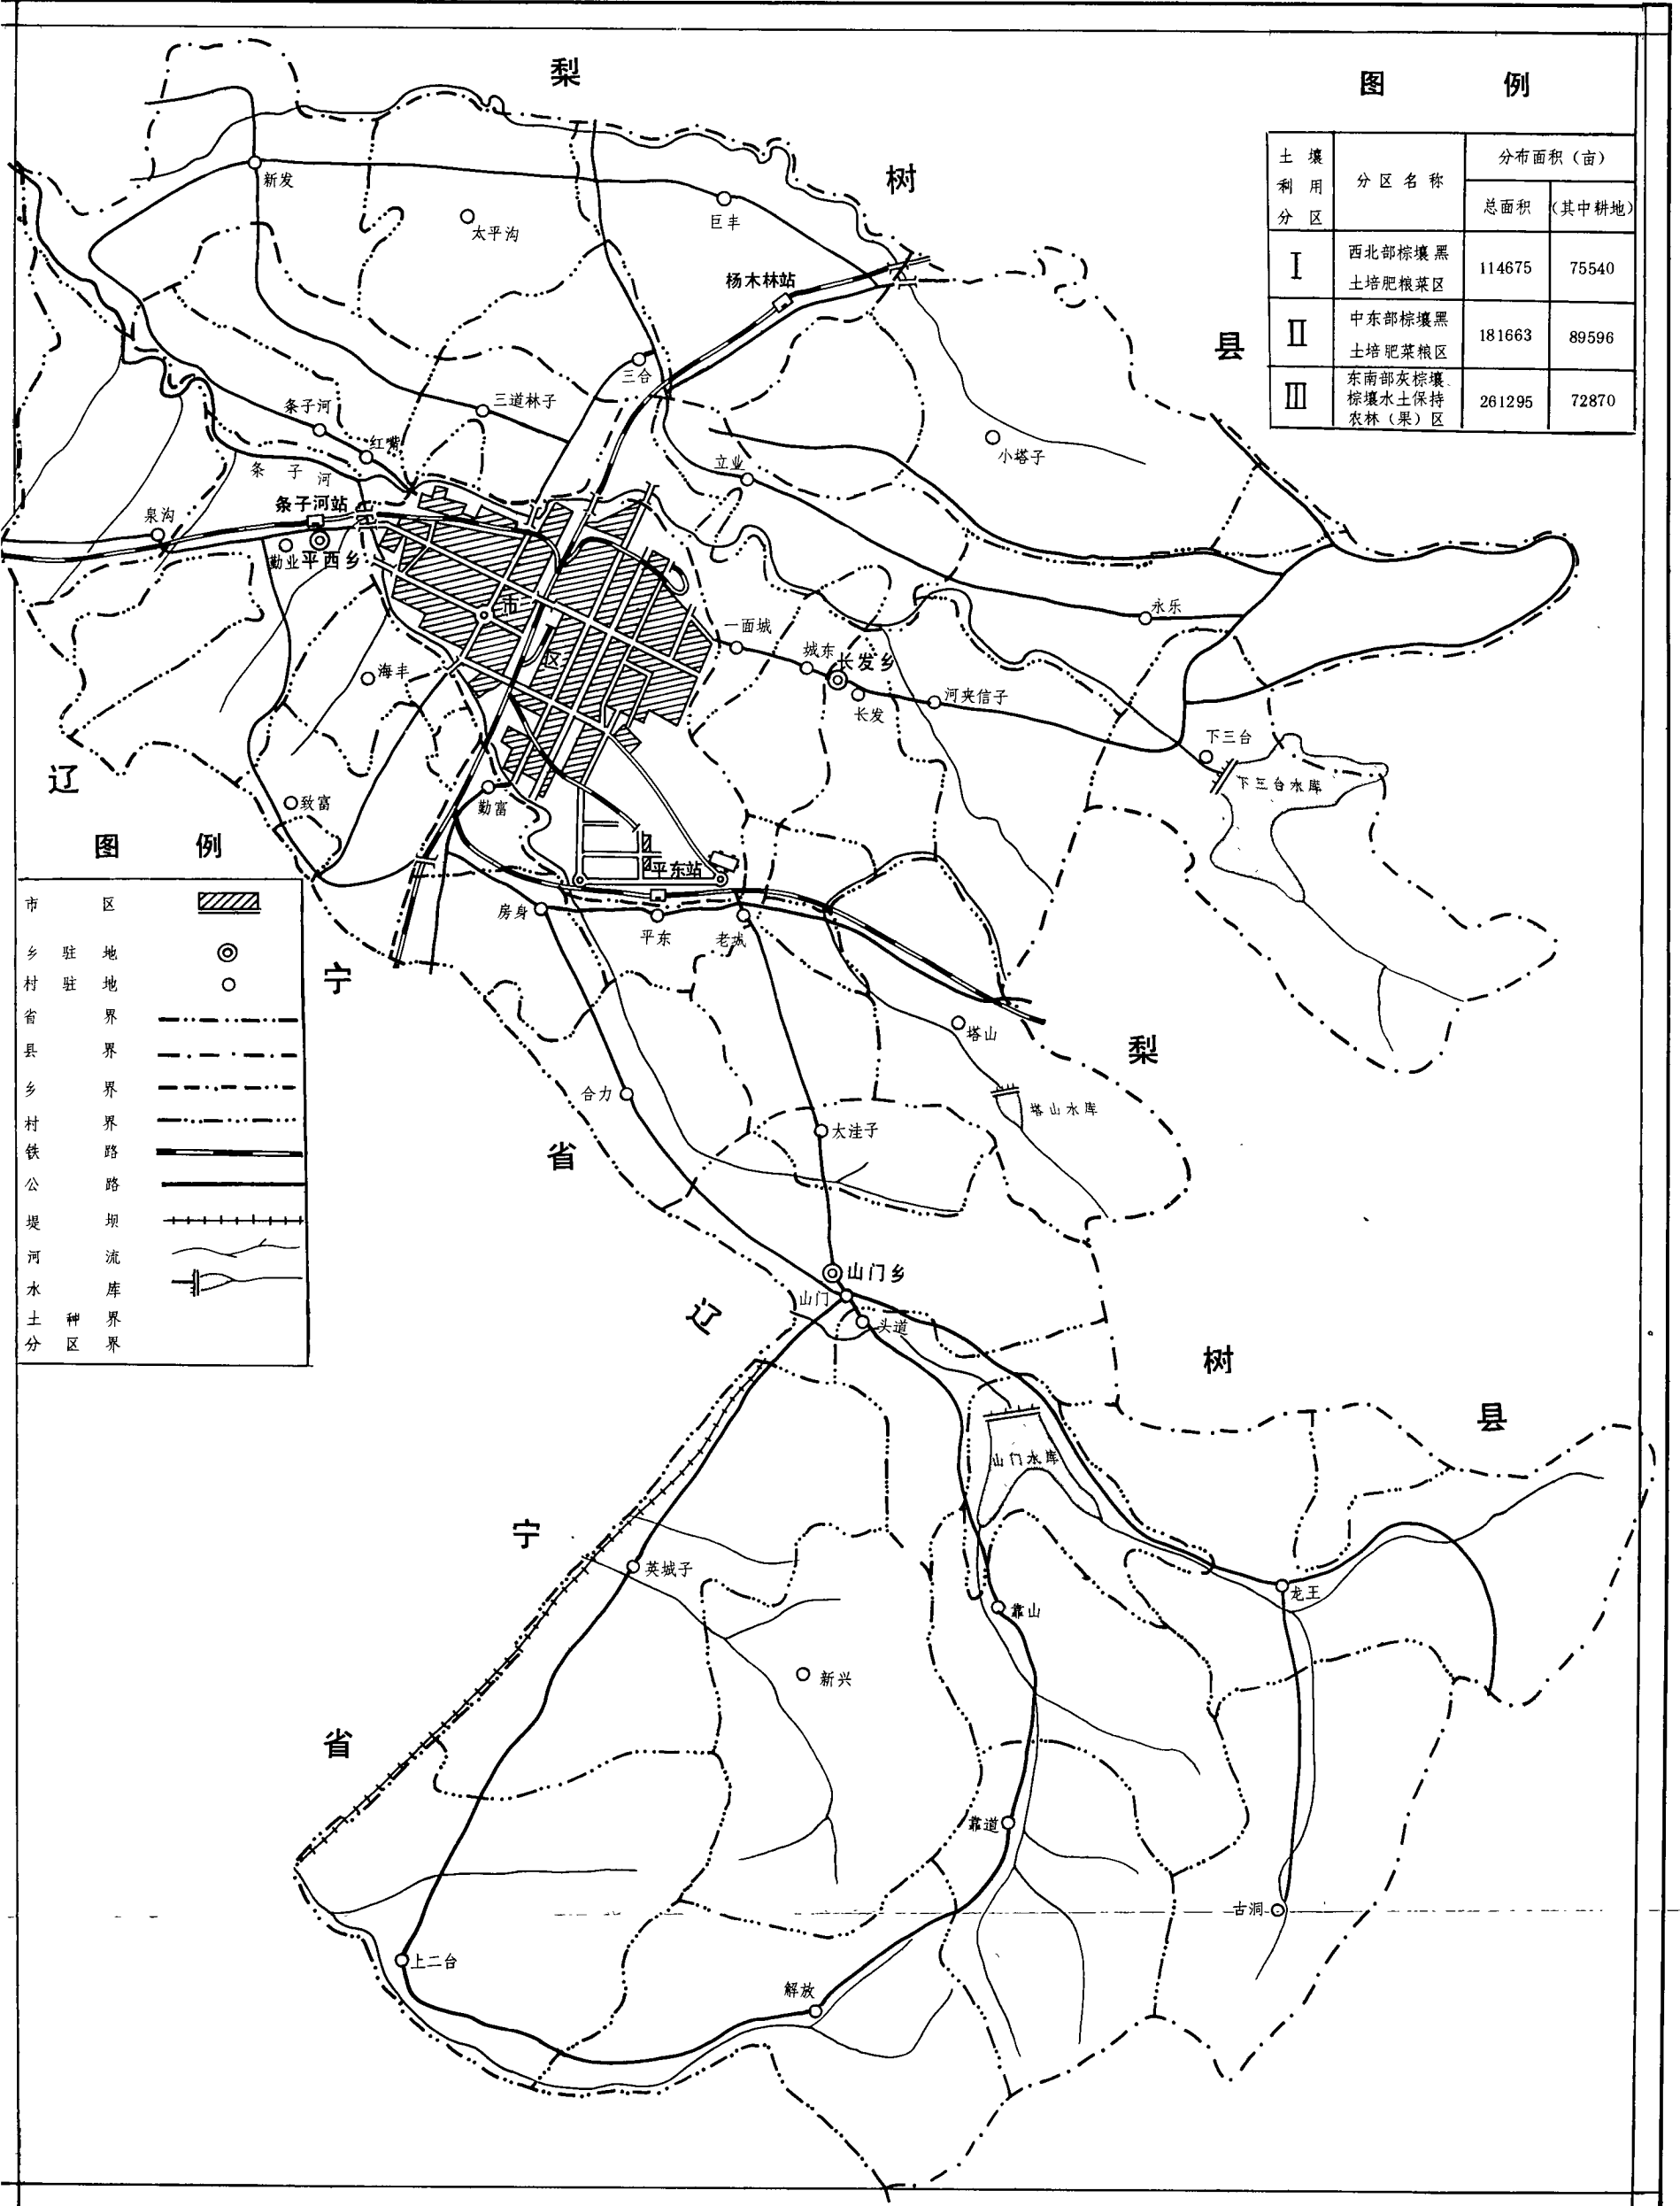 梨
树
县
图 例
土壤利用分区
分区名称
分布面积（亩）
总面积
（其中耕地）
Ⅰ
西北部棕壤黑
土培肥粮菜区
114675
75540
Ⅱ
中东部棕壤黑
土培肥菜粮区
181663
89596
Ⅲ
东南部灰棕壤、
棕壤水土保持
农林（果）区
261295
72870
新发
太平沟
巨丰
杨木林站
三合
三道林子
条子河
红嘴
条子河
小塔子
立业
泉沟
条子河站
勤业
平西乡
市
区
永乐
一面城
城东
长发乡
长发
河夹信子
海丰
下三台
下三台水库
致富
勤富
辽
宁
省
图 例
市区
乡驻地
村驻地
省界
县界
乡界
村界
铁路
公路
堤坝
河流
水库
土种界
分区界
平东站
房身
平东
老城
塔山
塔山水库
梨
树
县
合力
太洼子
山门乡
山门
头道
山门水库
辽
宁
省
英城子
靠山
龙王
新兴
靠道
古洞
上二台
解放